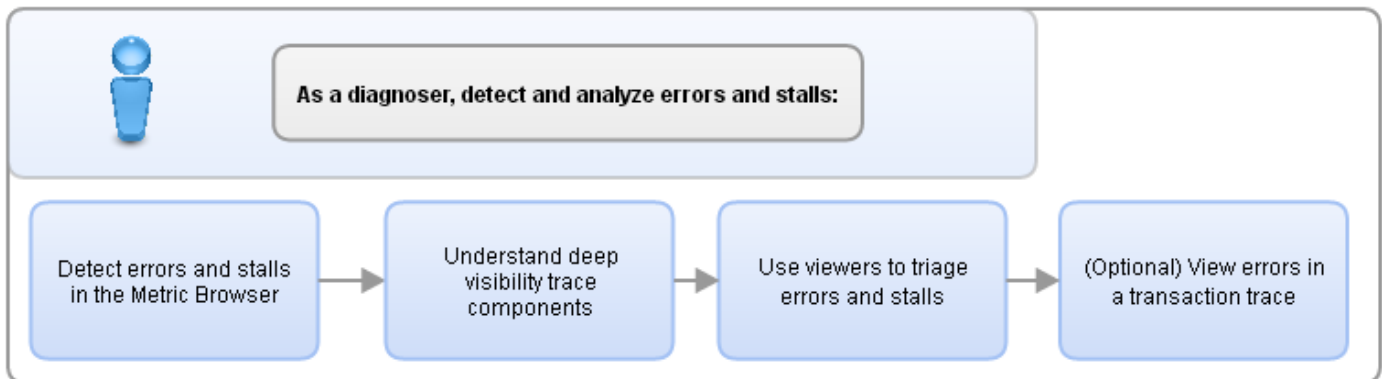 As a diagnoser, detect and analyze errors and stalls:
Detect errors and stalls
in the Metric Browser
Understand deep
visibility trace
components
Use viewers to triage
errors and stalls
(Optional) View errors in
a transaction trace